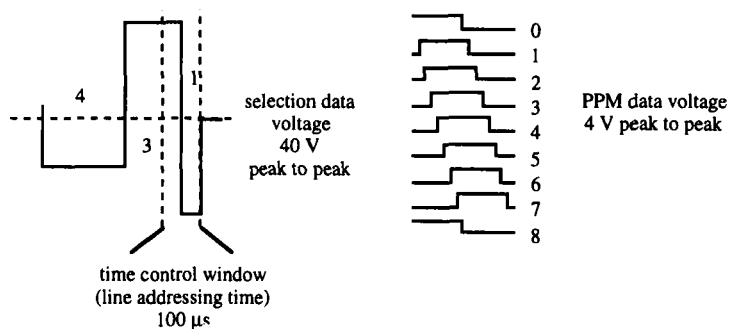 4
1
3
selection data
voltage
40 V
peak to peak
time control window
(line addressing time)
100 μs
0
1
2
3
4
5
6
7
8
PPM data voltage
4 V peak to peak